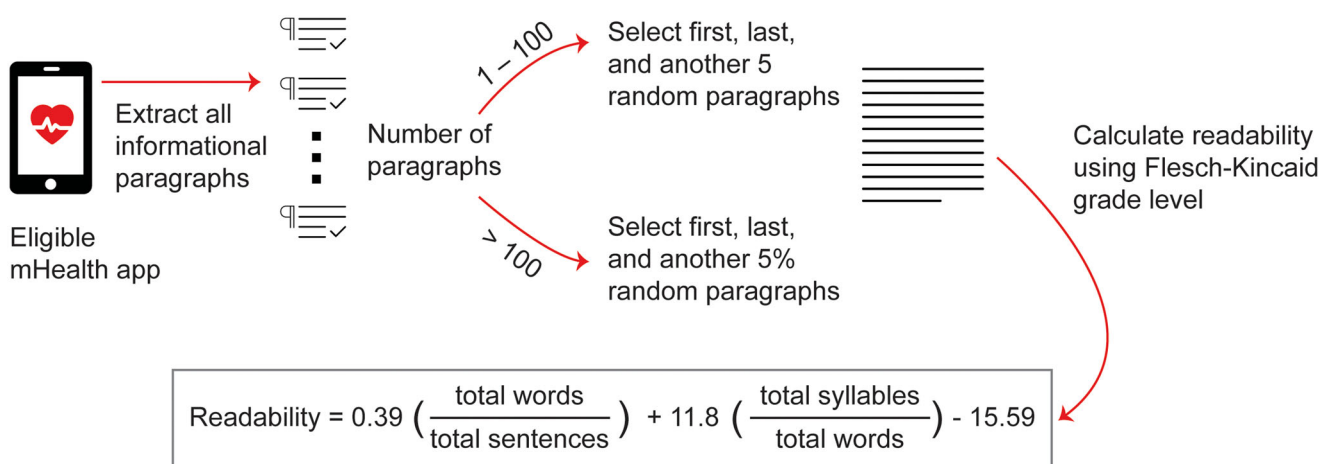 Eligible
mHealth app
Extract all
informational
paragraphs
Number of
paragraphs
1 – 100
Select first, last,
and another 5
random paragraphs
> 100
Select first, last,
and another 5%
random paragraphs
Calculate readability
using Flesch-Kincaid
grade level
Readability = 0.39 (total words / total sentences) + 11.8 (total syllables / total words) - 15.59